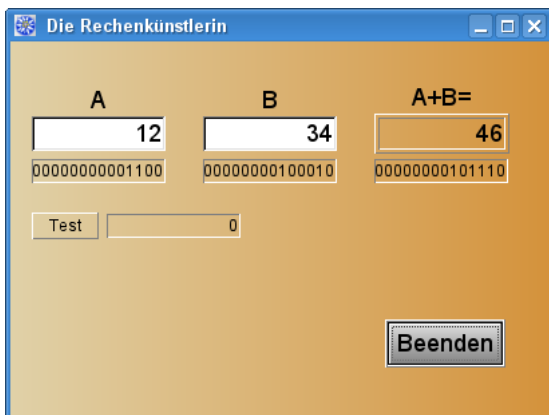 Die Rechenkünstlerin
A B A+B=
12 34 46
00000000001100 00000000100010 00000000101110
Test 0
Beenden